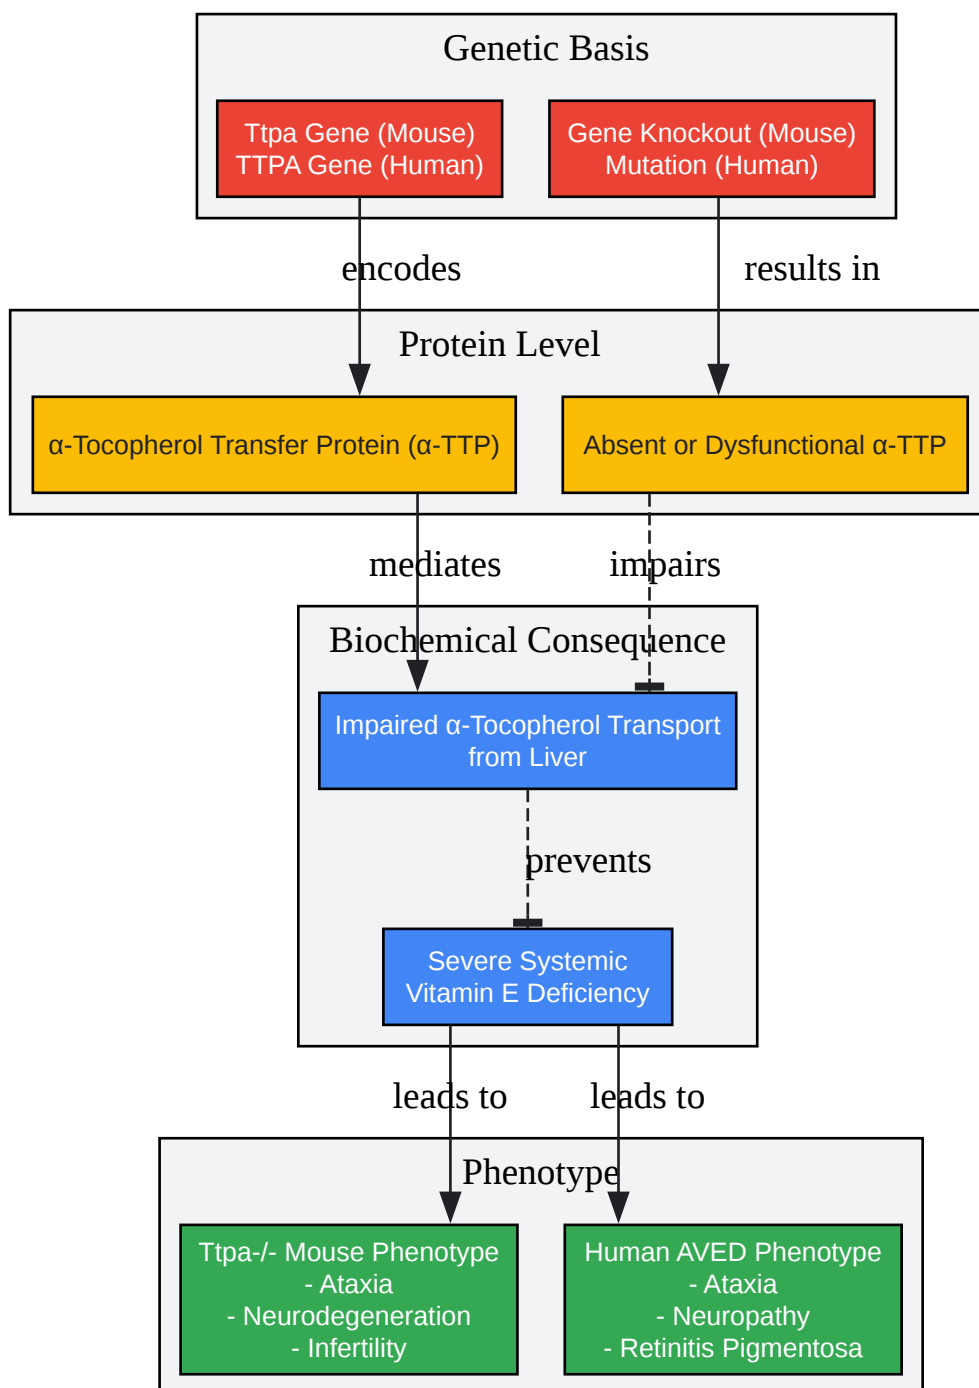 Genetic Basis
Ttpa Gene (Mouse)
TTPA Gene (Human)
Gene Knockout (Mouse)
Mutation (Human)
encodes
results in
Protein Level
α-Tocopherol Transfer Protein (α-TTP)
Absent or Dysfunctional α-TTP
mediates
impairs
Biochemical Consequence
Impaired α-Tocopherol Transport
from Liver
prevents
Severe Systemic
Vitamin E Deficiency
leads to
leads to
Phenotype
Ttpa-/- Mouse Phenotype
- Ataxia
- Neurodegeneration
- Infertility
Human AVED Phenotype
- Ataxia
- Neuropathy
- Retinitis Pigmentosa